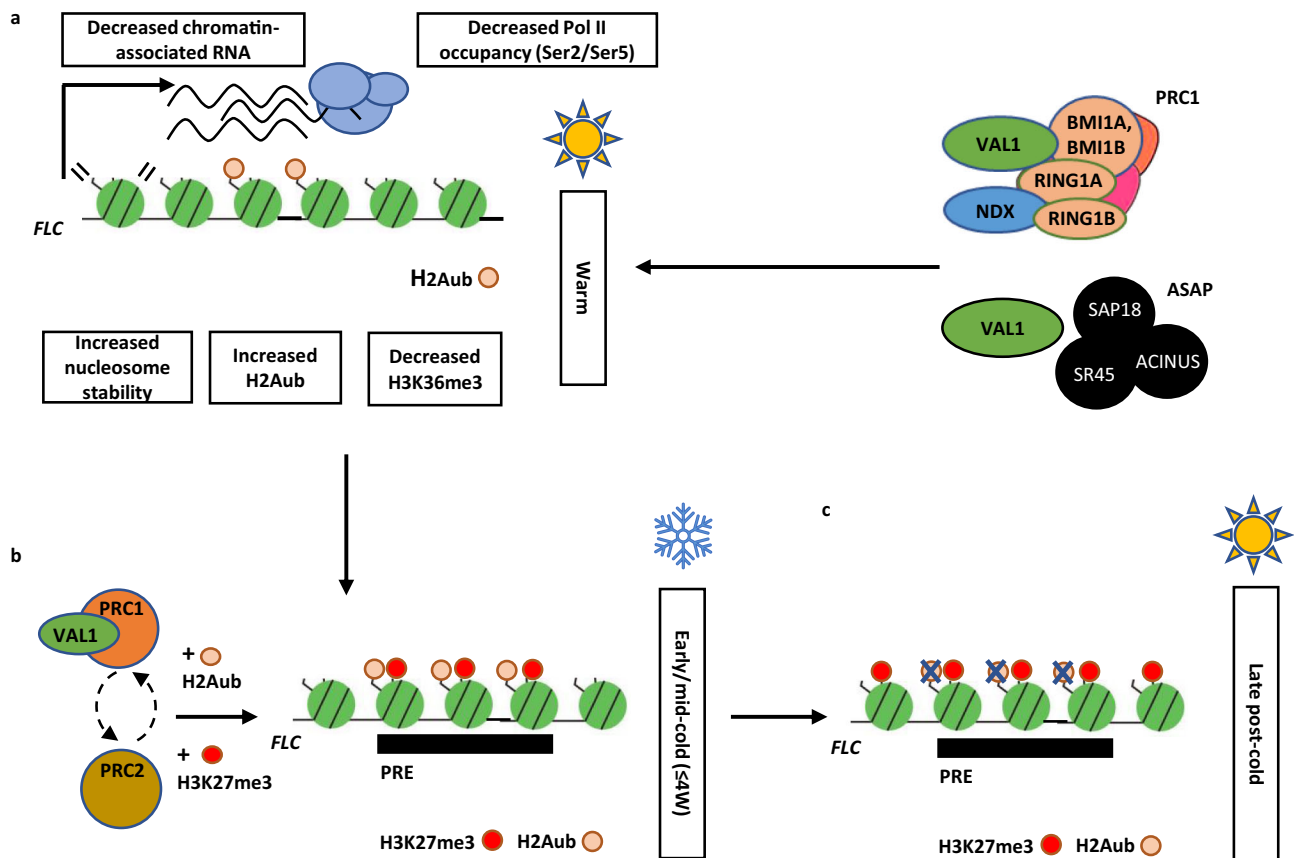 a
Decreased chromatin-
associated RNA
Decreased Pol II
occupancy (Ser2/Ser5)
FLC
H2Aub
Warm
PRC1
VAL1
BMI1A,
BMI1B
RING1A
NDX
RING1B
ASAP
VAL1
SAP18
SR45
ACINUS
Increased
nucleosome
stability
Increased
H2Aub
Decreased
H3K36me3
b
PRC1
VAL1
+
H2Aub
+
H3K27me3
PRC2
FLC
PRE
H3K27me3
H2Aub
Early/mid-cold (≤4W)
c
FLC
PRE
H3K27me3
H2Aub
Late post-cold